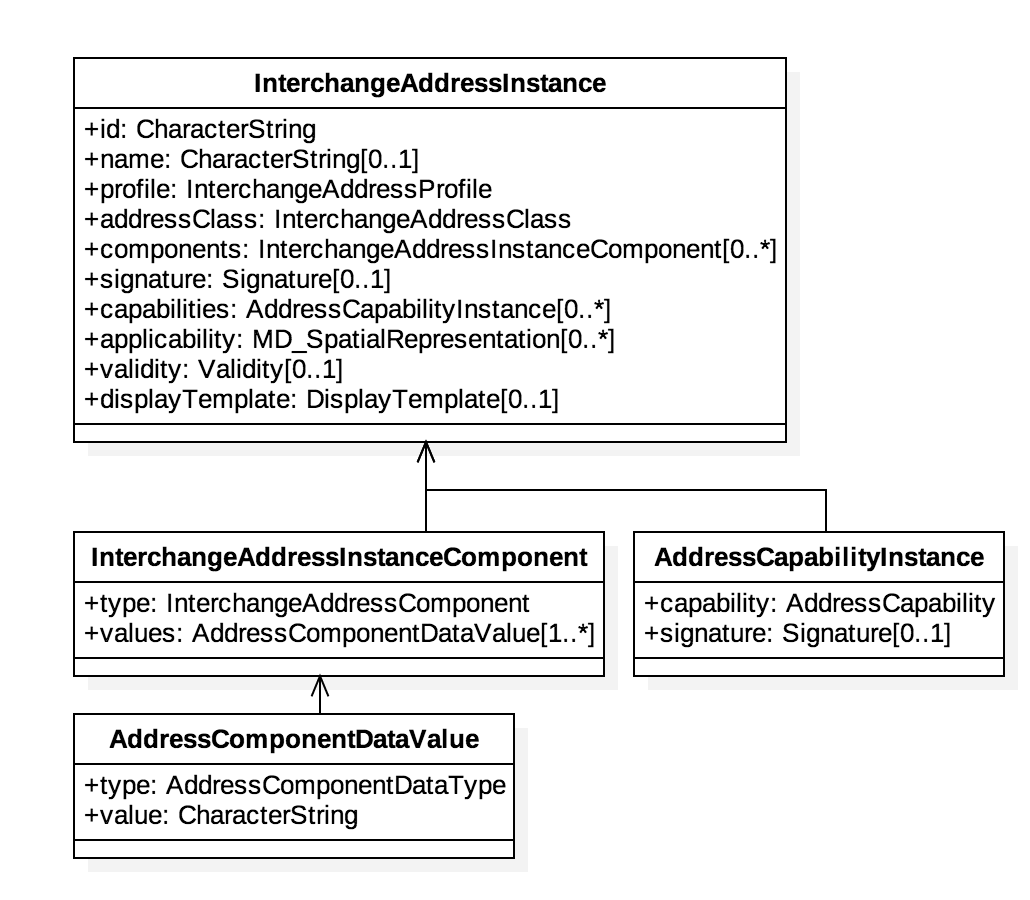 InterchangeAddressInstance
+id: CharacterString
+name: CharacterString[0..1]
+profile: InterchangeAddressProfile
+addressClass: InterchangeAddressClass
+components: InterchangeAddressInstanceComponent[0..*]
+signature: Signature[0..1]
+capabilities: AddressCapabilityInstance[0..*]
+applicability: MD_SpatialRepresentation[0..*]
+validity: Validity[0..1]
+displayTemplate: DisplayTemplate[0..1]
InterchangeAddressInstanceComponent
+type: InterchangeAddressComponent
+values: AddressComponentDataValue[1..*]
AddressCapabilityInstance
+capability: AddressCapability
+signature: Signature[0..1]
AddressComponentDataValue
+type: AddressComponentDataType
+value: CharacterString